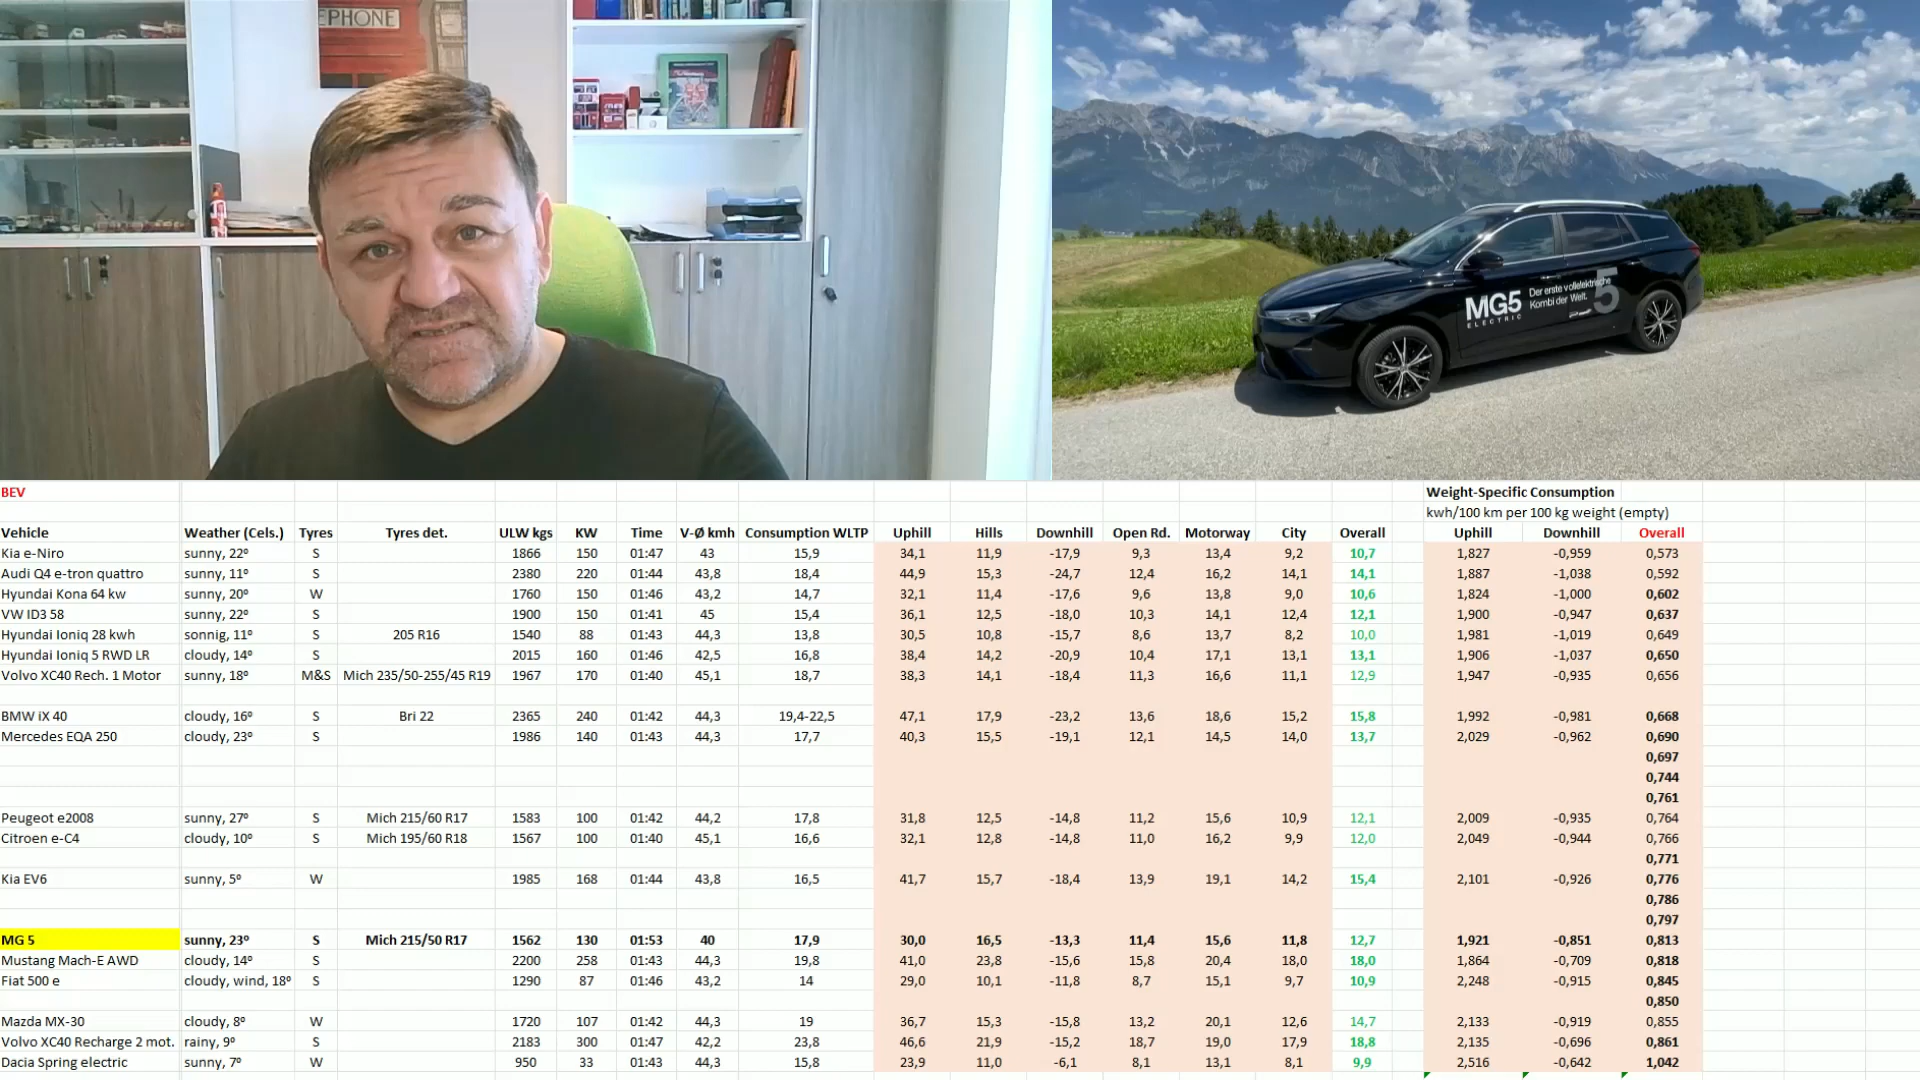 EPHONE
MG5 Der erste vollelektrische
ELECTRIC Kombi der Welt. 5
BEV Weight-Specific Consumption
kwh/100 km per 100 kg weight (empty)
Vehicle Weather (Cels.) Tyres Tyres det. ULW kgs KW Time V-Ø kmh Consumption WLTP Uphill Hills Downhill Open Rd. Motorway City Overall Uphill Downhill Overall
Kia e-Niro sunny, 22º S 1866 150 01:47 43 15,9 34,1 11,9 -17,9 9,3 13,4 9,2 10,7 1,827 -0,959 0,573
Audi Q4 e-tron quattro sunny, 11º S 2380 220 01:44 43,8 18,4 44,9 15,3 -24,7 12,4 16,2 14,1 14,1 1,887 -1,038 0,592
Hyundai Kona 64 kw sunny, 20º W 1760 150 01:46 43,2 14,7 32,1 11,4 -17,6 9,6 13,8 9,0 10,6 1,824 -1,000 0,602
VW ID3 58 sunny, 22º S 1900 150 01:41 45 15,4 36,1 12,5 -18,0 10,3 14,1 12,4 12,1 1,900 -0,947 0,637
Hyundai Ioniq 28 kwh sonnig, 11º S 205 R16 1540 88 01:43 44,3 13,8 30,5 10,8 -15,7 8,6 13,7 8,2 10,0 1,981 -1,019 0,649
Hyundai Ioniq 5 RWD LR cloudy, 14º S 2015 160 01:46 42,5 16,8 38,4 14,2 -20,9 10,4 17,1 13,1 13,1 1,906 -1,037 0,650
Volvo XC40 Rech. 1 Motor sunny, 18º M&S Mich 235/50-255/45 R19 1967 170 01:40 45,1 18,7 38,3 14,1 -18,4 11,3 16,6 11,1 12,9 1,947 -0,935 0,656
BMW iX 40 cloudy, 16º S Bri 22 2365 240 01:42 44,3 19,4-22,5 47,1 17,9 -23,2 13,6 18,6 15,2 15,8 1,992 -0,981 0,668
Mercedes EQA 250 cloudy, 23º S 1986 140 01:43 44,3 17,7 40,3 15,5 -19,1 12,1 14,5 14,0 13,7 2,029 -0,962 0,690
0,697
0,744
0,761
Peugeot e2008 sunny, 27º S Mich 215/60 R17 1583 100 01:42 44,2 17,8 31,8 12,5 -14,8 11,2 15,6 10,9 12,1 2,009 -0,935 0,764
Citroen e-C4 cloudy, 10º S Mich 195/60 R18 1567 100 01:40 45,1 16,6 32,1 12,8 -14,8 11,0 16,2 9,9 12,0 2,049 -0,944 0,766
0,771
Kia EV6 sunny, 5º W 1985 168 01:44 43,8 16,5 41,7 15,7 -18,4 13,9 19,1 14,2 15,4 2,101 -0,926 0,776
0,786
0,797
MG 5 sunny, 23º S Mich 215/50 R17 1562 130 01:53 40 17,9 30,0 16,5 -13,3 11,4 15,6 11,8 12,7 1,921 -0,851 0,813
Mustang Mach-E AWD cloudy, 14º S 2200 258 01:43 44,3 19,8 41,0 23,8 -15,6 15,8 20,4 18,0 18,0 1,864 -0,709 0,818
Fiat 500 e cloudy, wind, 18º S 1290 87 01:46 43,2 14 29,0 10,1 -11,8 8,7 15,1 9,7 10,9 2,248 -0,915 0,845
0,850
Mazda MX-30 cloudy, 8º W 1720 107 01:42 44,3 19 36,7 15,3 -15,8 13,2 20,1 12,6 14,7 2,133 -0,919 0,855
Volvo XC40 Recharge 2 mot. rainy, 9º S 2183 300 01:47 42,2 23,8 46,6 21,9 -15,2 18,7 19,0 17,9 18,8 2,135 -0,696 0,861
Dacia Spring electric sunny, 7º W 950 33 01:43 44,3 15,8 23,9 11,0 -6,1 8,1 13,1 8,1 9,9 2,516 -0,642 1,042